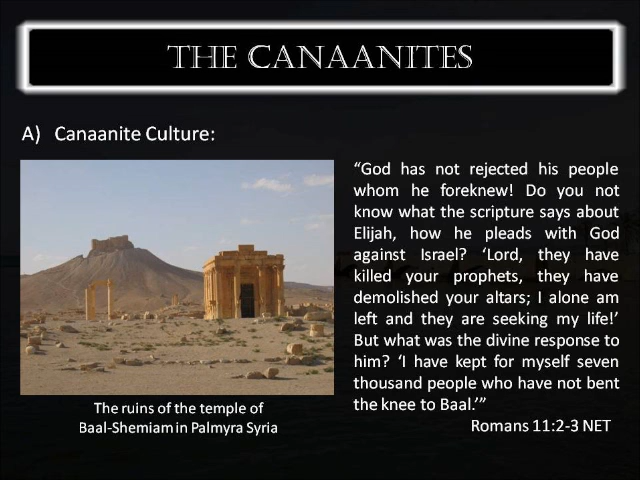 THE CANAANITES
A) Canaanite Culture:
“God has not rejected his people
whom he foreknew! Do you not
know what the scripture says about
Elijah, how he pleads with God
against Israel? ‘Lord, they have
killed your prophets, they have
demolished your altars; I alone am
left and they are seeking my life!’
But what was the divine response to
him? ‘I have kept for myself seven
thousand people who have not bent
the knee to Baal.’”
Romans 11:2-3 NET
The ruins of the temple of
Baal-Shemiam in Palmyra Syria